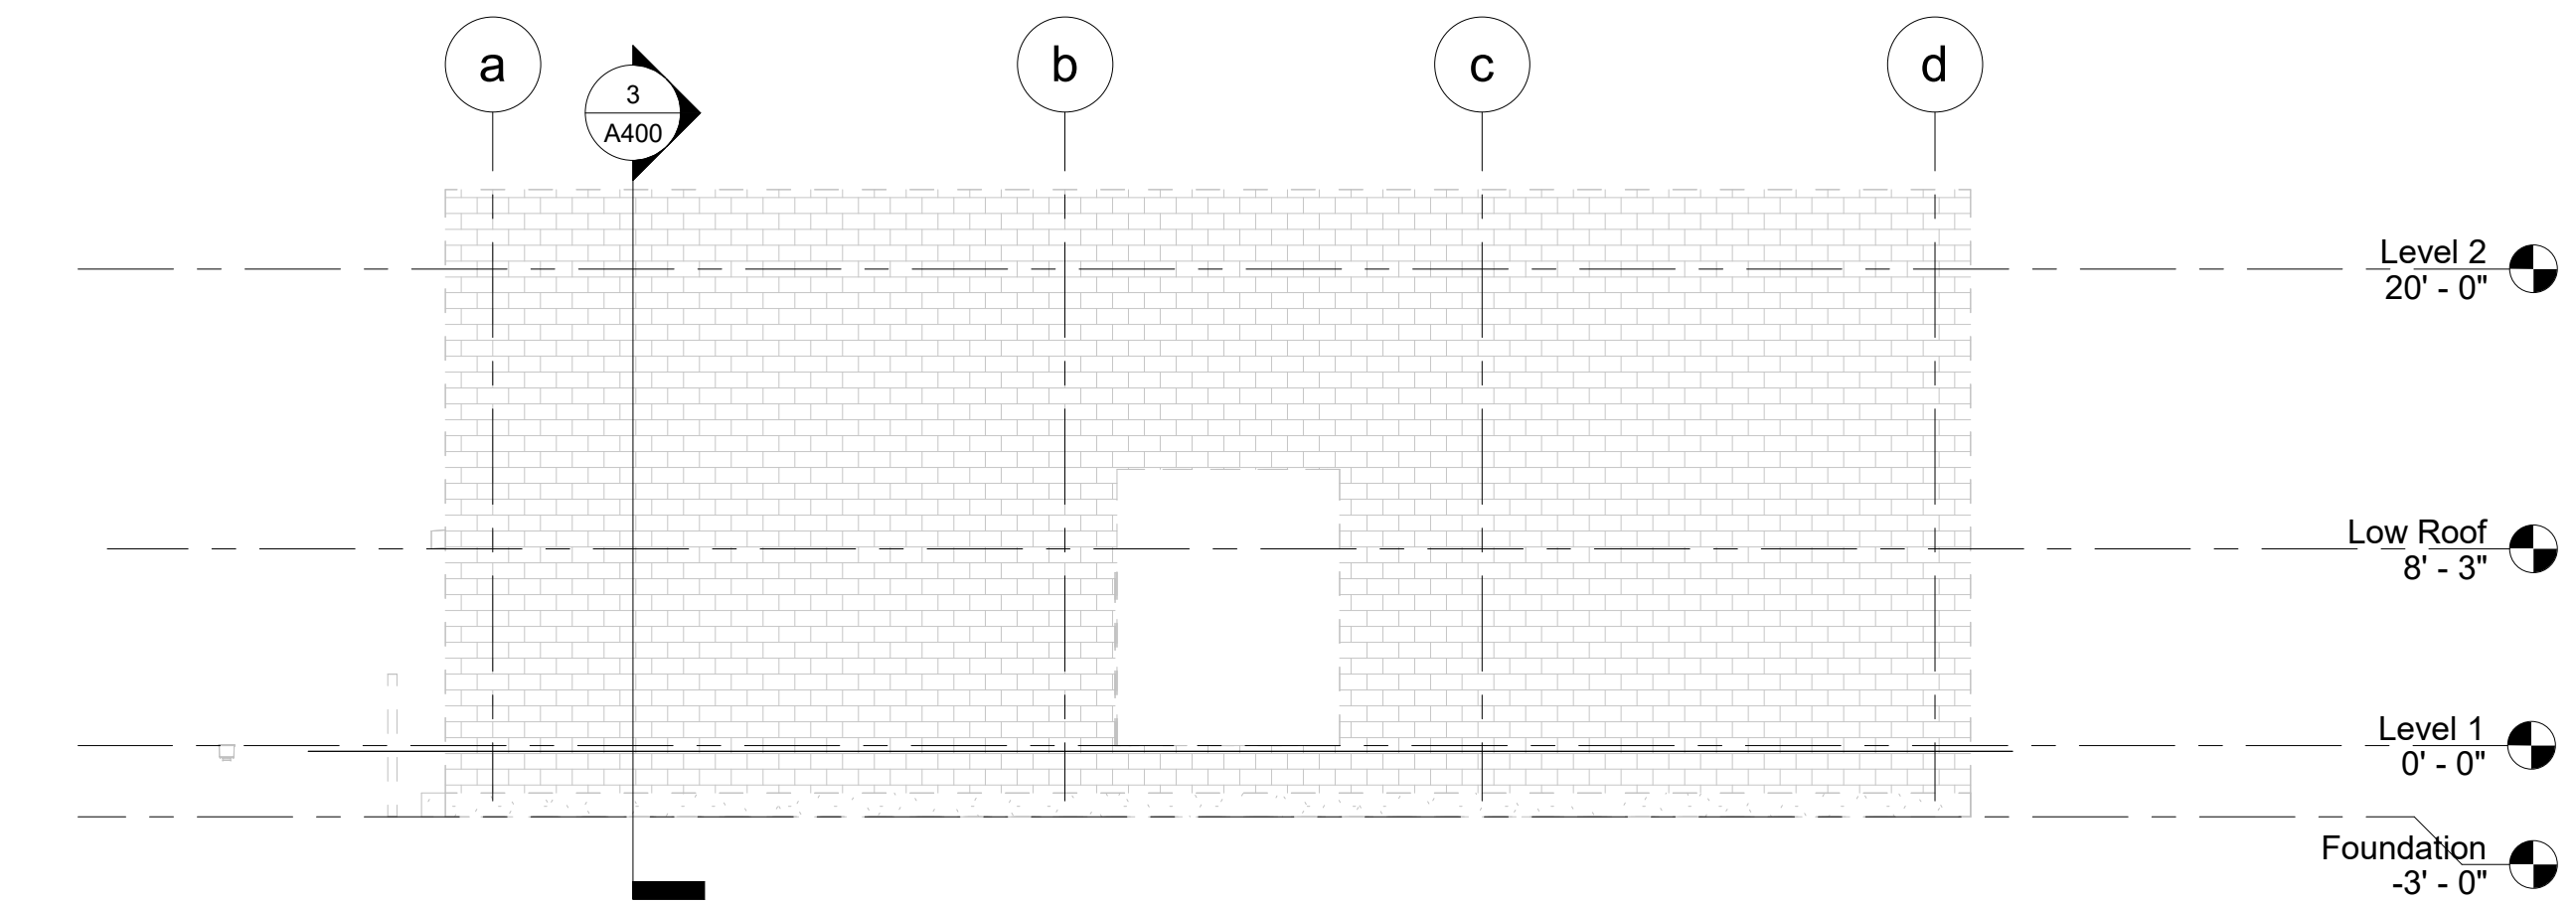 a
b
c
d
3
A400
Level 2
20' - 0"
Low Roof
8' - 3"
Level 1
0' - 0"
Foundation
-3' - 0"